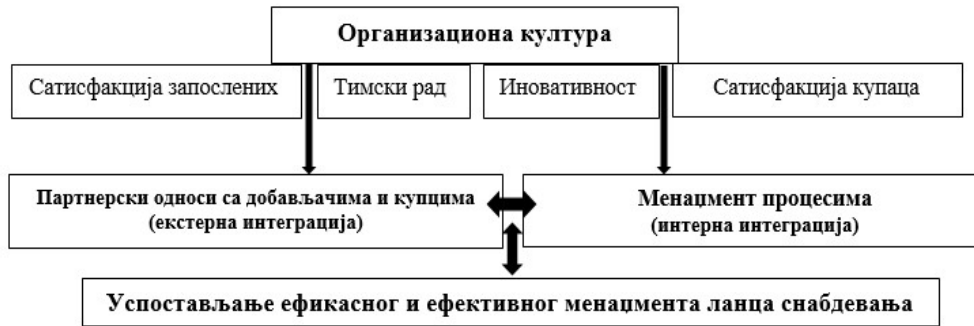 Организациона култура
Сатисфакција запослених
Тимски рад
Иновативност
Сатисфакција купаца
Партнерски односи са добављачима и купцима
(екстерна интеграција)
Менаџмент процесима
(интерна интеграција)
Успостављање ефикасног и ефективног менаџмента ланца снабдевања